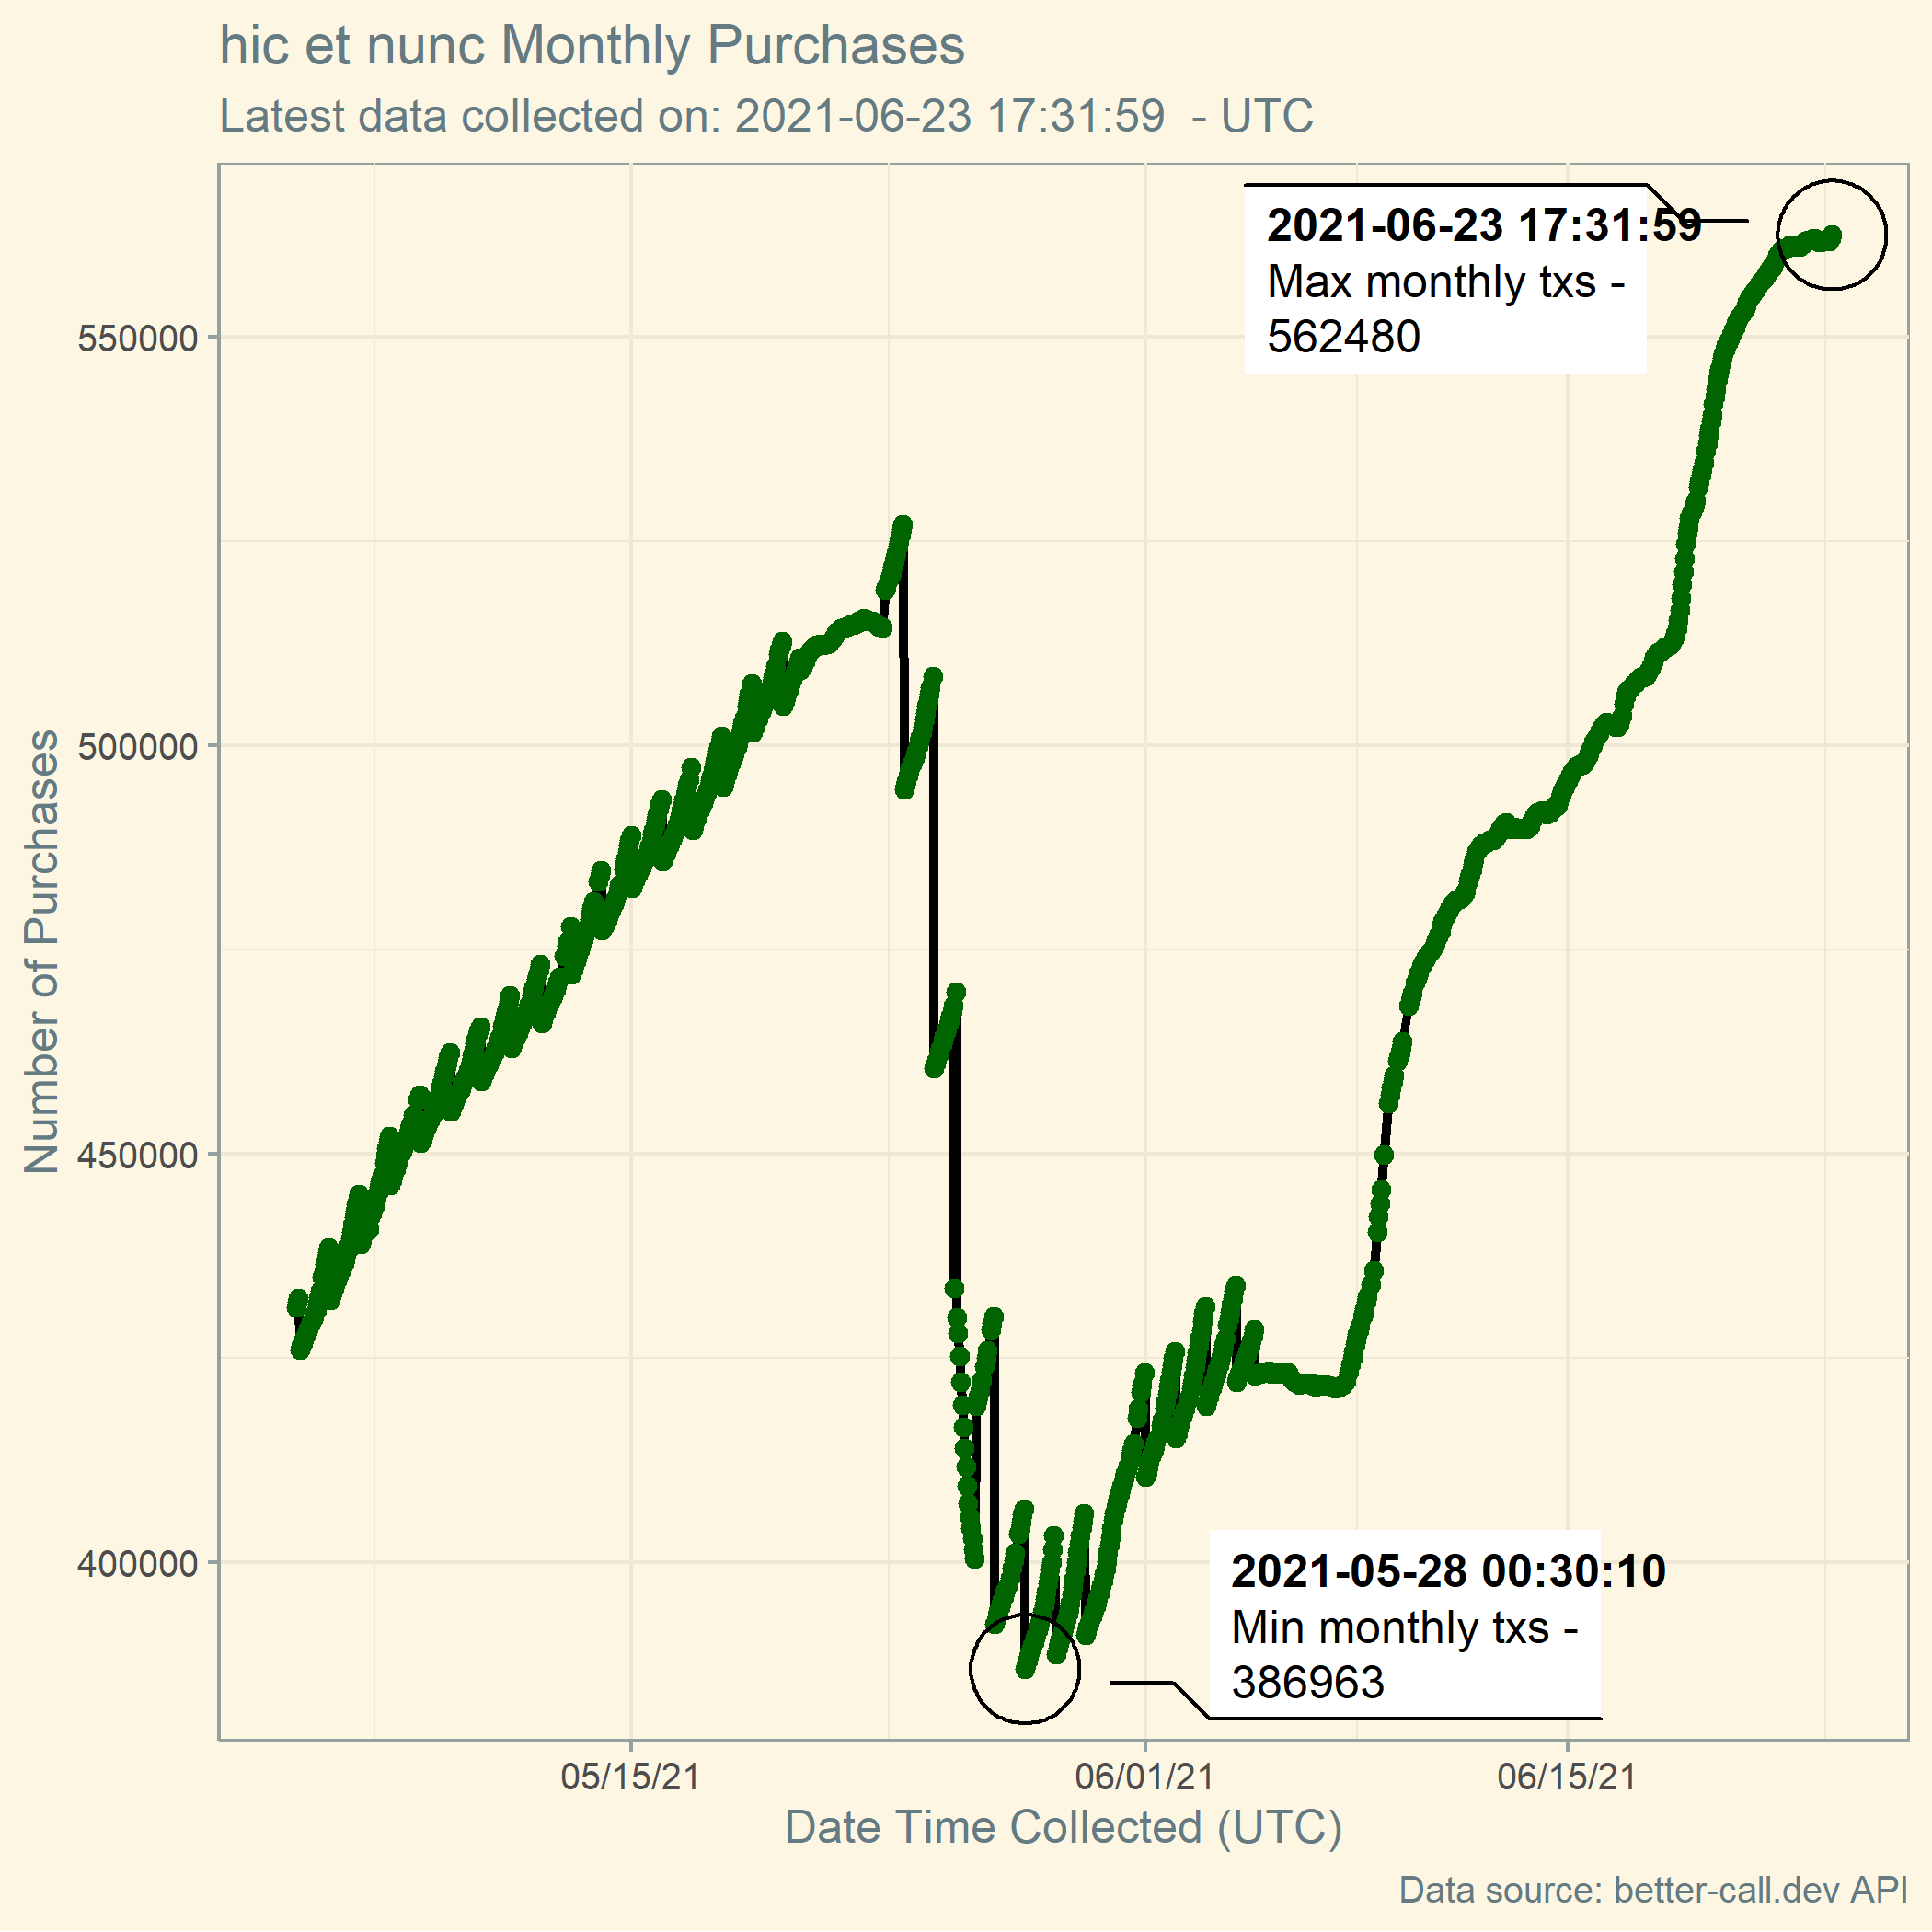 hic et nunc Monthly Purchases
Latest data collected on: 2021-06-23 17:31:59  - UTC
2021-06-23 17:31:59
Max monthly txs -
562480
550000
500000
450000
400000
Number of Purchases
2021-05-28 00:30:10
Min monthly txs -
386963
05/15/21
06/01/21
06/15/21
Date Time Collected (UTC)
Data source: better-call.dev API